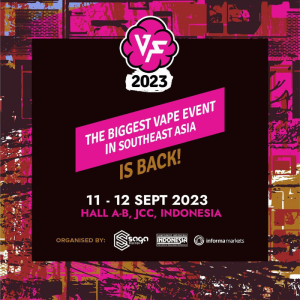 VF
2023
THE BIGGEST VAPE EVENT
IN SOUTHEAST ASIA
IS BACK!
11 - 12 SEPT 2023
HALL A-B, JCC, INDONESIA
ORGANISED BY:
saga
INDONESIA
informa markets